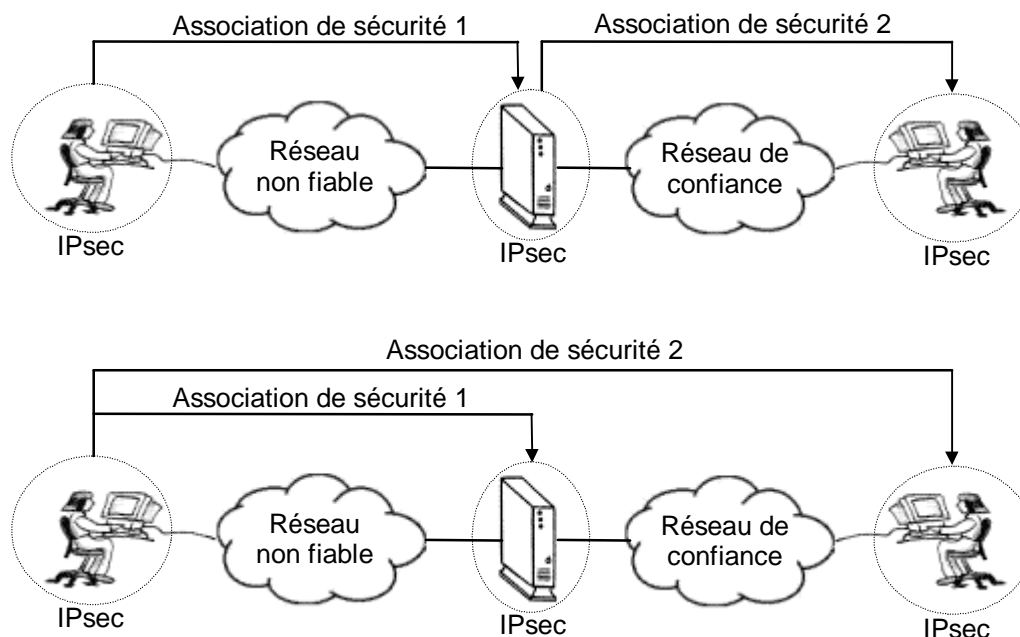 Association de sécurité 1
Association de sécurité 2
Réseau
non fiable
Réseau de
confiance
IPsec
IPsec
IPsec
Association de sécurité 2
Association de sécurité 1
Réseau
non fiable
Réseau de
confiance
IPsec
IPsec
IPsec